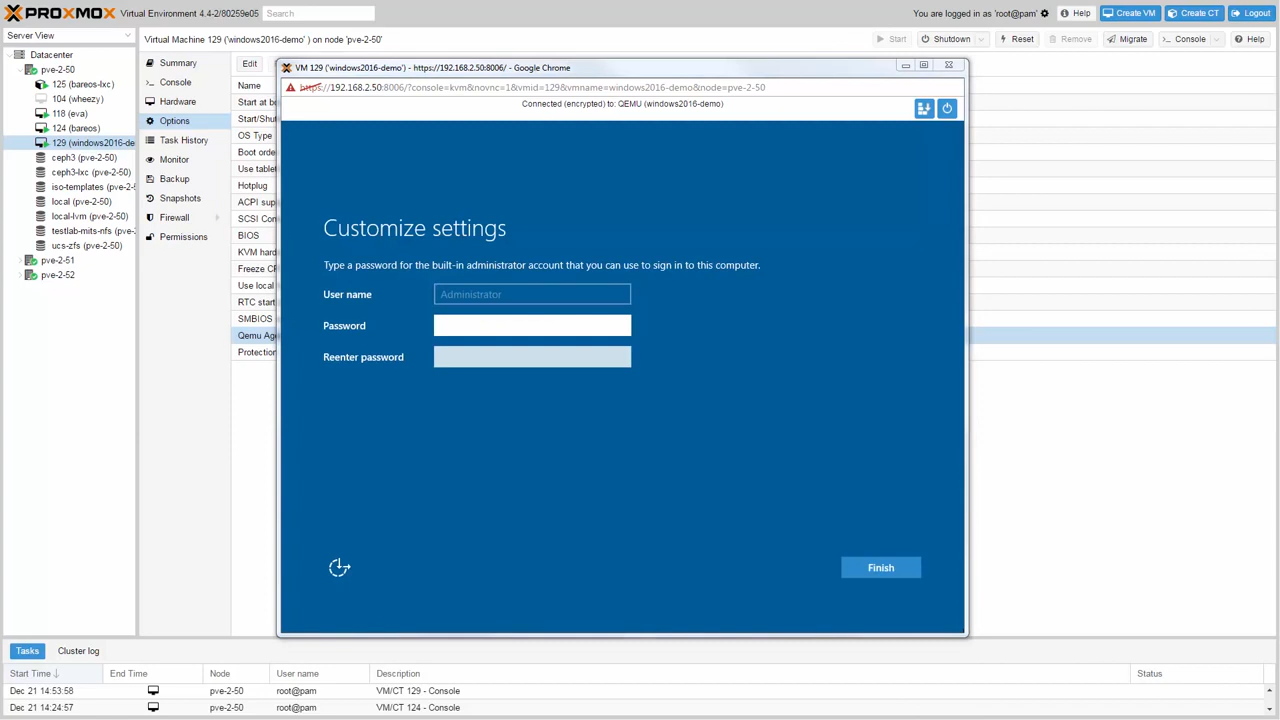 PROXMOX Virtual Environment 4.4-2/80259e05 Search You are logged in as 'root@pam' Help Create VM Create CT Logout
Server View
Virtual Machine 129 ('windows2016-demo' ) on node 'pve-2-50' Start Shutdown Reset Remove Migrate Console Help
Datacenter
pve-2-50
125 (bareos-lxc)
104 (wheezy)
118 (eva)
124 (bareos)
129 (windows2016-de
ceph3 (pve-2-50)
ceph3-lxc (pve-2-50)
iso-templates (pve-2-5
local (pve-2-50)
local-lvm (pve-2-50)
testlab-mits-nfs (pve-2-
ucs-zfs (pve-2-50)
pve-2-51
pve-2-52
Summary
Console
Hardware
Options
Task History
Monitor
Backup
Snapshots
Firewall
Permissions
Edit
Name
Start at bo
Start/Shut
OS Type
Boot orde
Use tablet
Hotplug
ACPI supp
SCSI Cont
BIOS
KVM hard
Freeze CP
Use local
RTC start
SMBIOS
Qemu Age
Protection
VM 129 ('windows2016-demo') - https://192.168.2.50:8006/ - Google Chrome
https://192.168.2.50:8006/?console=kvm&novnc=1&vmid=129&vmname=windows2016-demo&node=pve-2-50
Connected (encrypted) to: QEMU (windows2016-demo)
Customize settings
Type a password for the built-in administrator account that you can use to sign in to this computer.
User name Administrator
Password
Reenter password
Finish
Tasks Cluster log
Start Time End Time Node User name Description Status
Dec 21 14:53:58 pve-2-50 root@pam VM/CT 129 - Console
Dec 21 14:24:57 pve-2-50 root@pam VM/CT 124 - Console